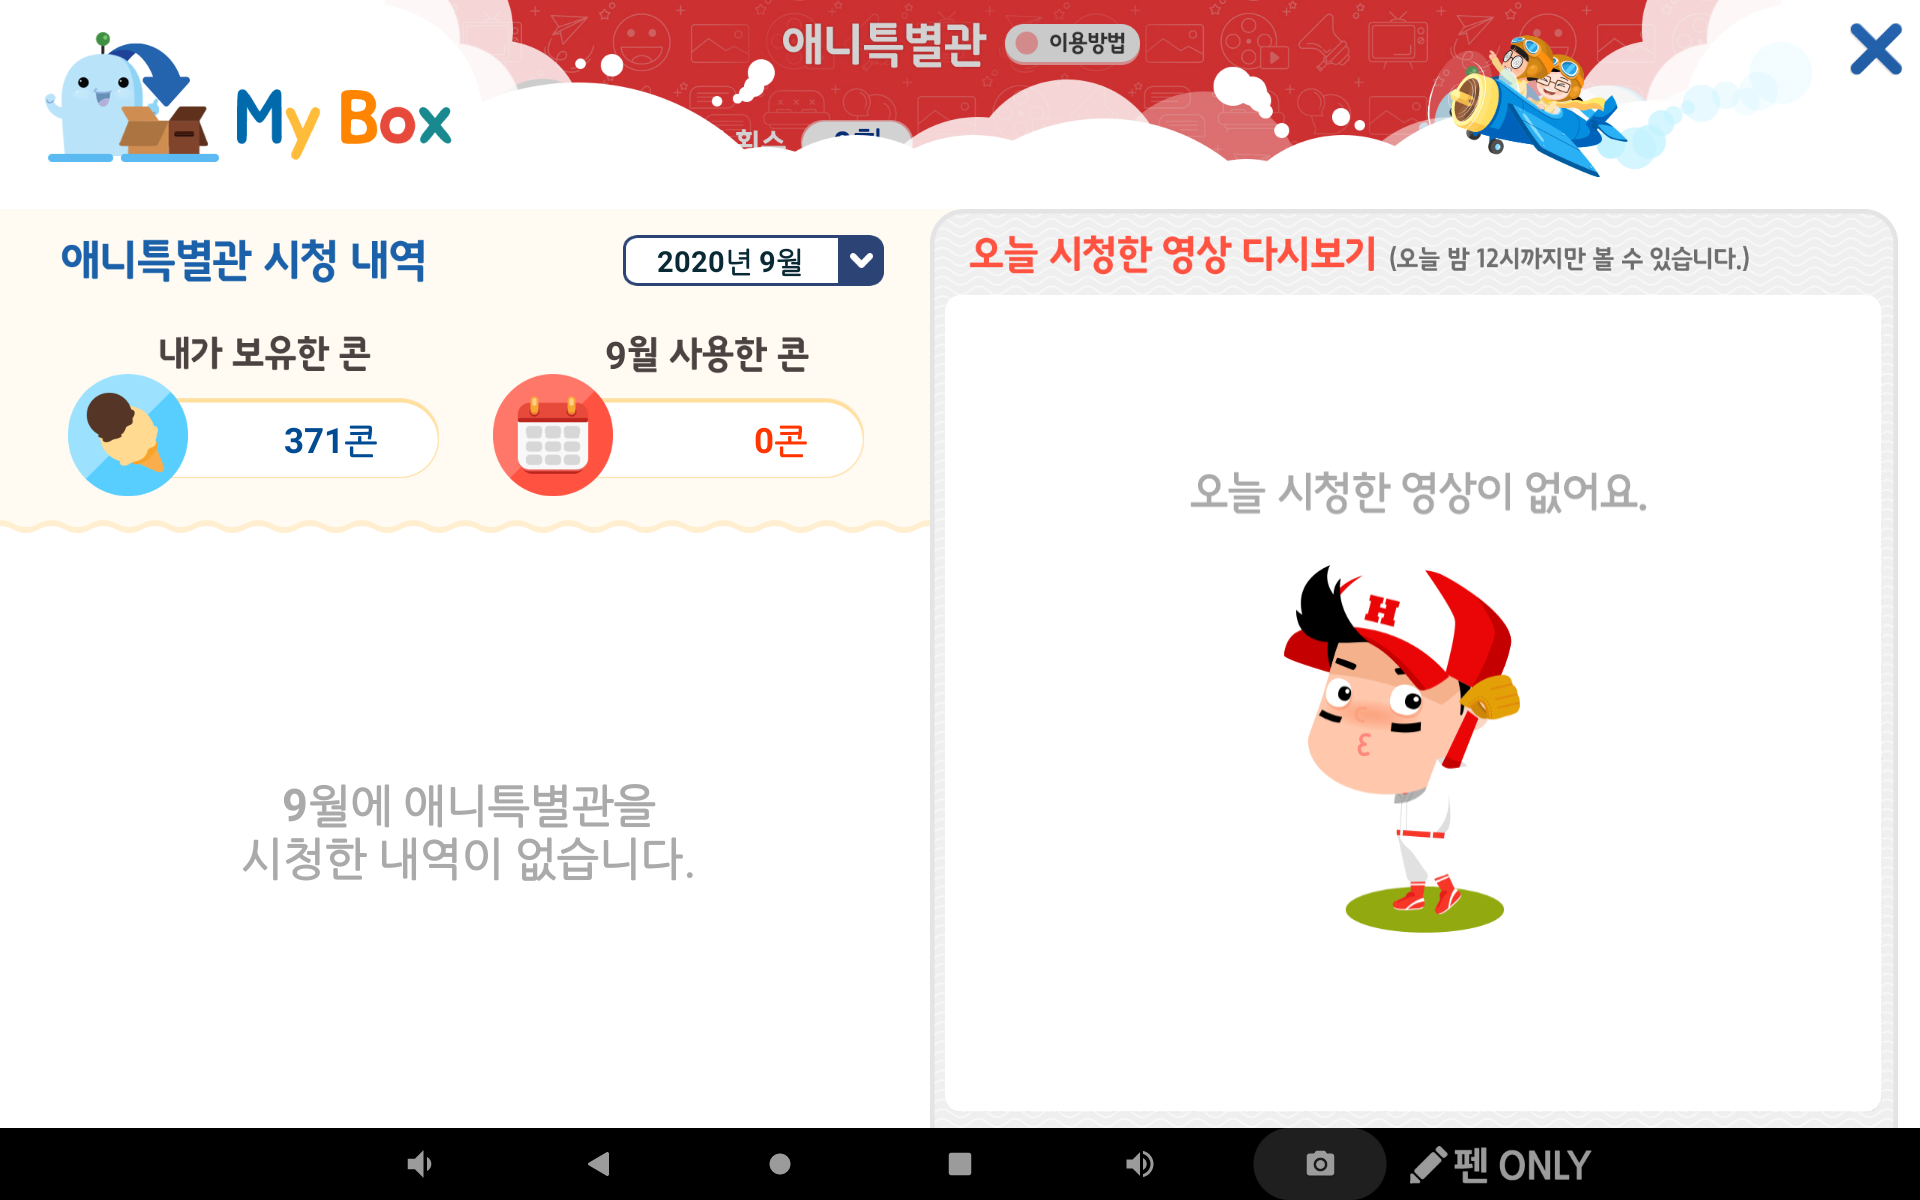 애니특별관
이용방법
My Box
애니특별관 시청 내역
2020년 9월
내가 보유한 콘
9월 사용한 콘
371콘
0콘
9월에 애니특별관을
시청한 내역이 없습니다.
오늘 시청한 영상 다시보기 (오늘 밤 12시까지만 볼 수 있습니다.)
오늘 시청한 영상이 없어요.
H
펜 ONLY